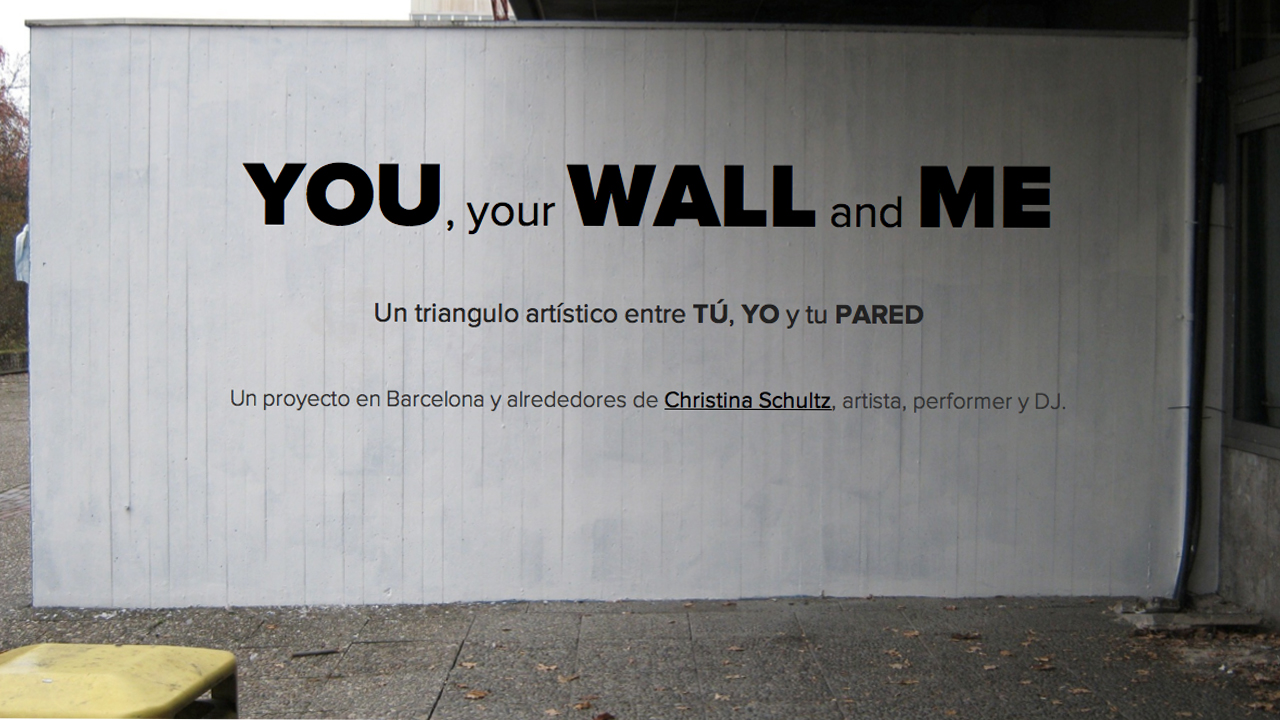 YOU, your WALL and ME
Un triangulo artístico entre TÚ, YO y tu PARED
Un proyecto en Barcelona y alrededores de Christina Schultz, artista, performer y DJ.